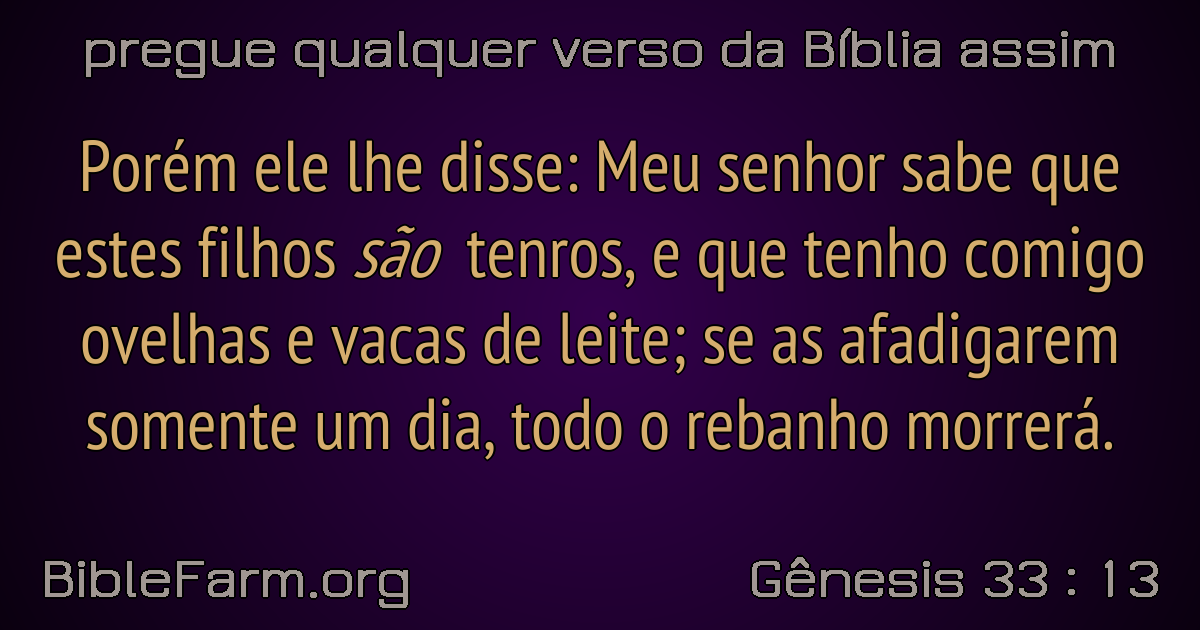 pregue qualquer verso da Bíblia assim
Porém ele lhe disse: Meu senhor sabe que
estes filhos são tenros, e que tenho comigo
ovelhas e vacas de leite; se as afadigarem
somente um dia, todo o rebanho morrerá.
BibleFarm.org
Gênesis 33 : 13